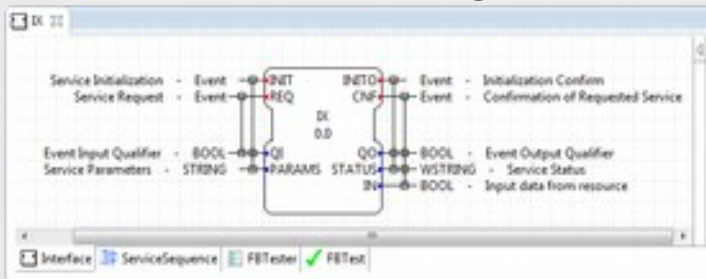 IX
Service Initialization - Event INIT INITO Event - Initialization Confirm
Service Request - Event REQ CNF Event - Confirmation of Requested Service
IX
0.0
Event Input Qualifier - BOOL QI QO BOOL - Event Output Qualifier
Service Parameters - STRING PARAMS STATUS WSTRING - Service Status
IN BOOL - Input data from resource
Interface ServiceSequence FBTester FBTest